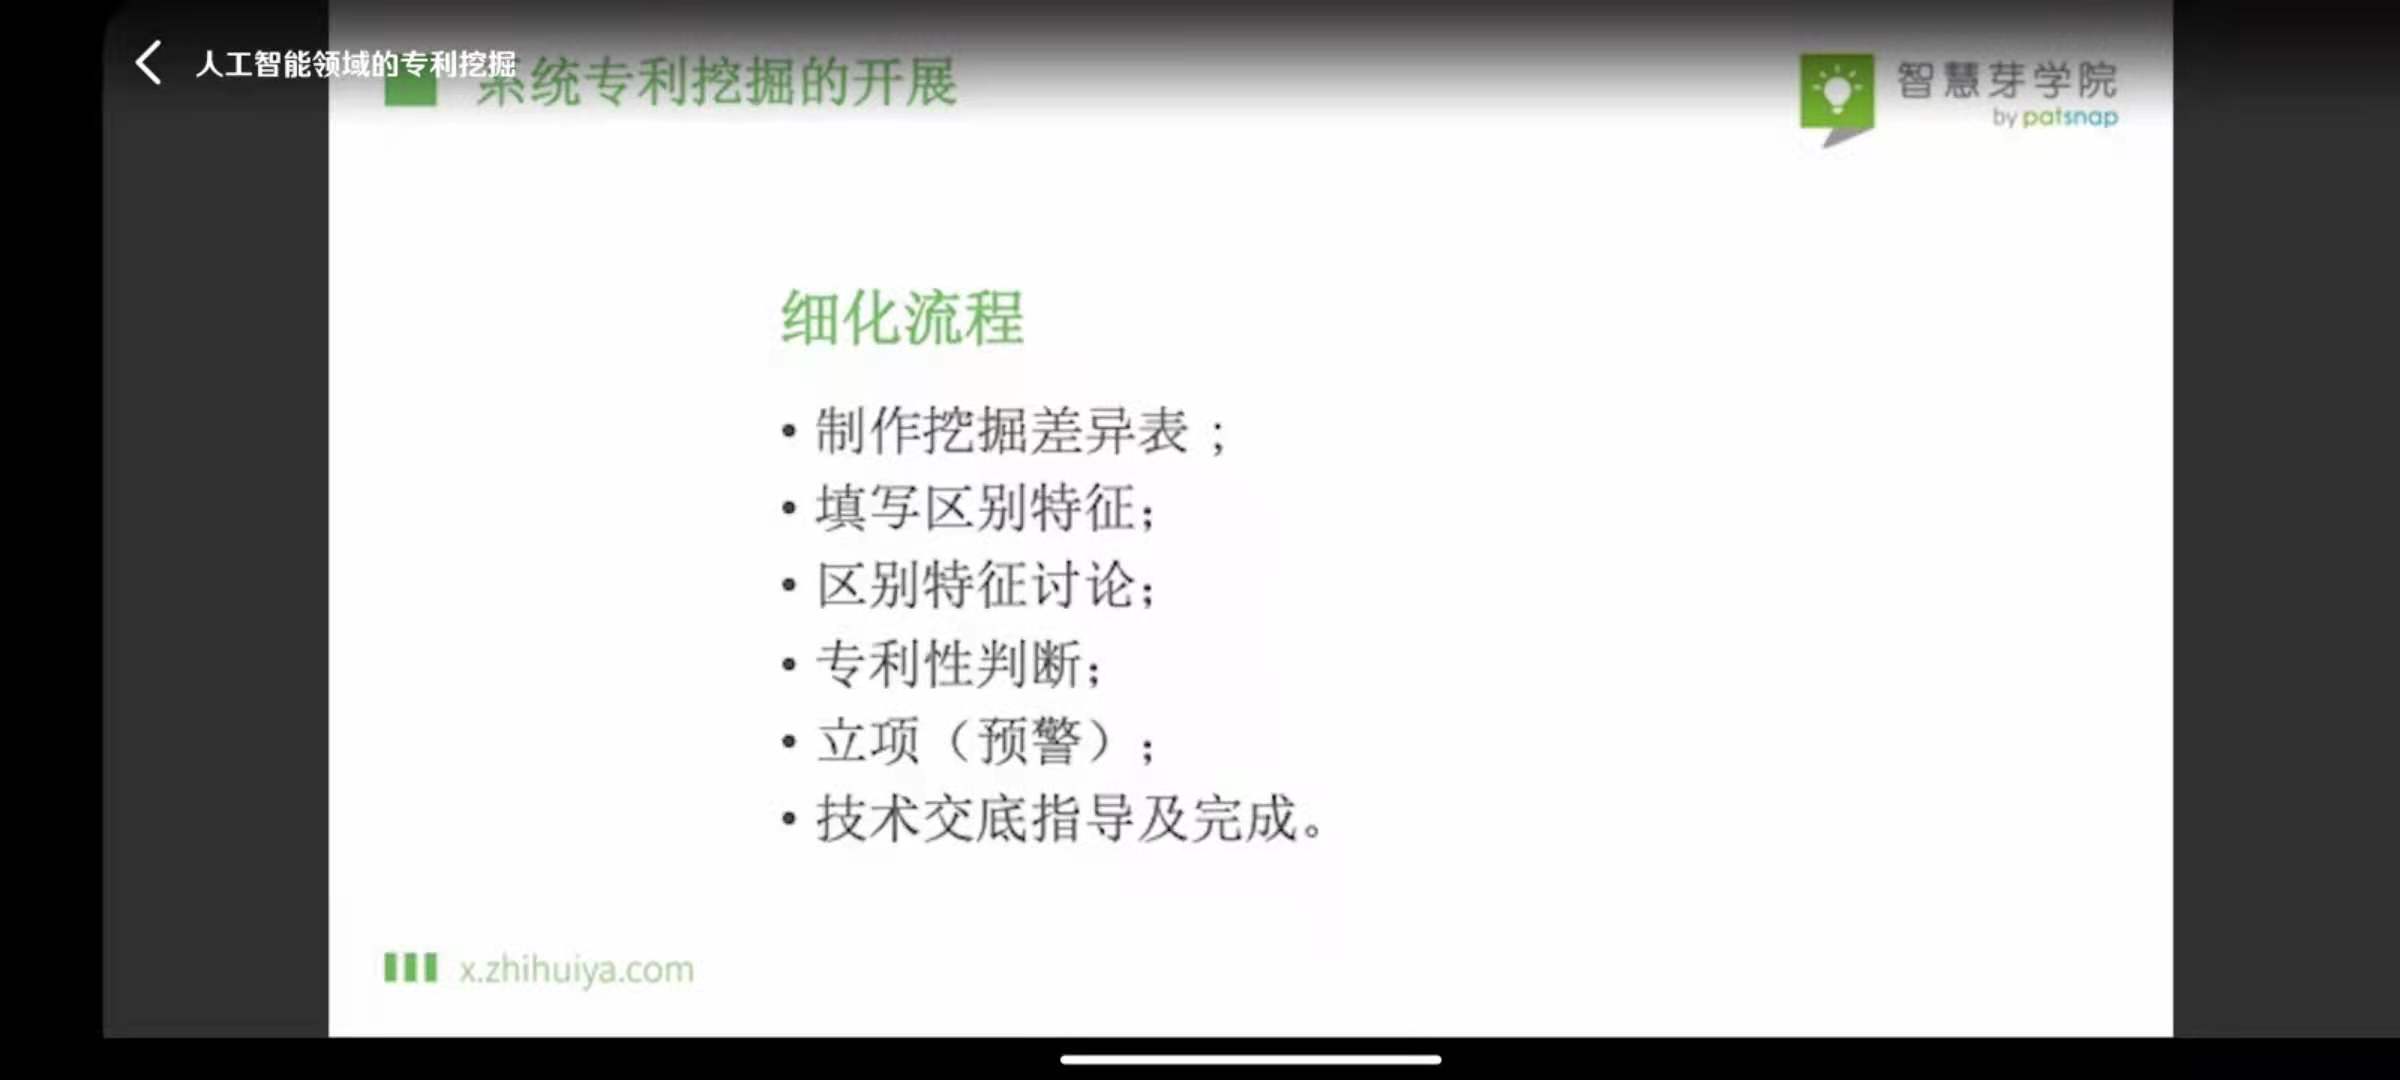 人工智能领域的专利挖掘
系统专利挖掘的开展
智慧芽学院
by patsnap
细化流程
• 制作挖掘差异表；
• 填写区别特征；
• 区别特征讨论；
• 专利性判断；
• 立项（预警）；
• 技术交底指导及完成。
x.zhihuiya.com